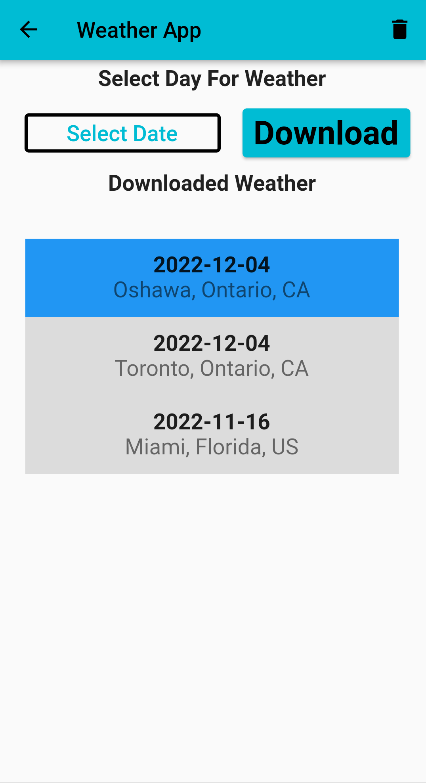 Weather App
Select Day For Weather
Select Date
Download
Downloaded Weather
2022-12-04
Oshawa, Ontario, CA
2022-12-04
Toronto, Ontario, CA
2022-11-16
Miami, Florida, US